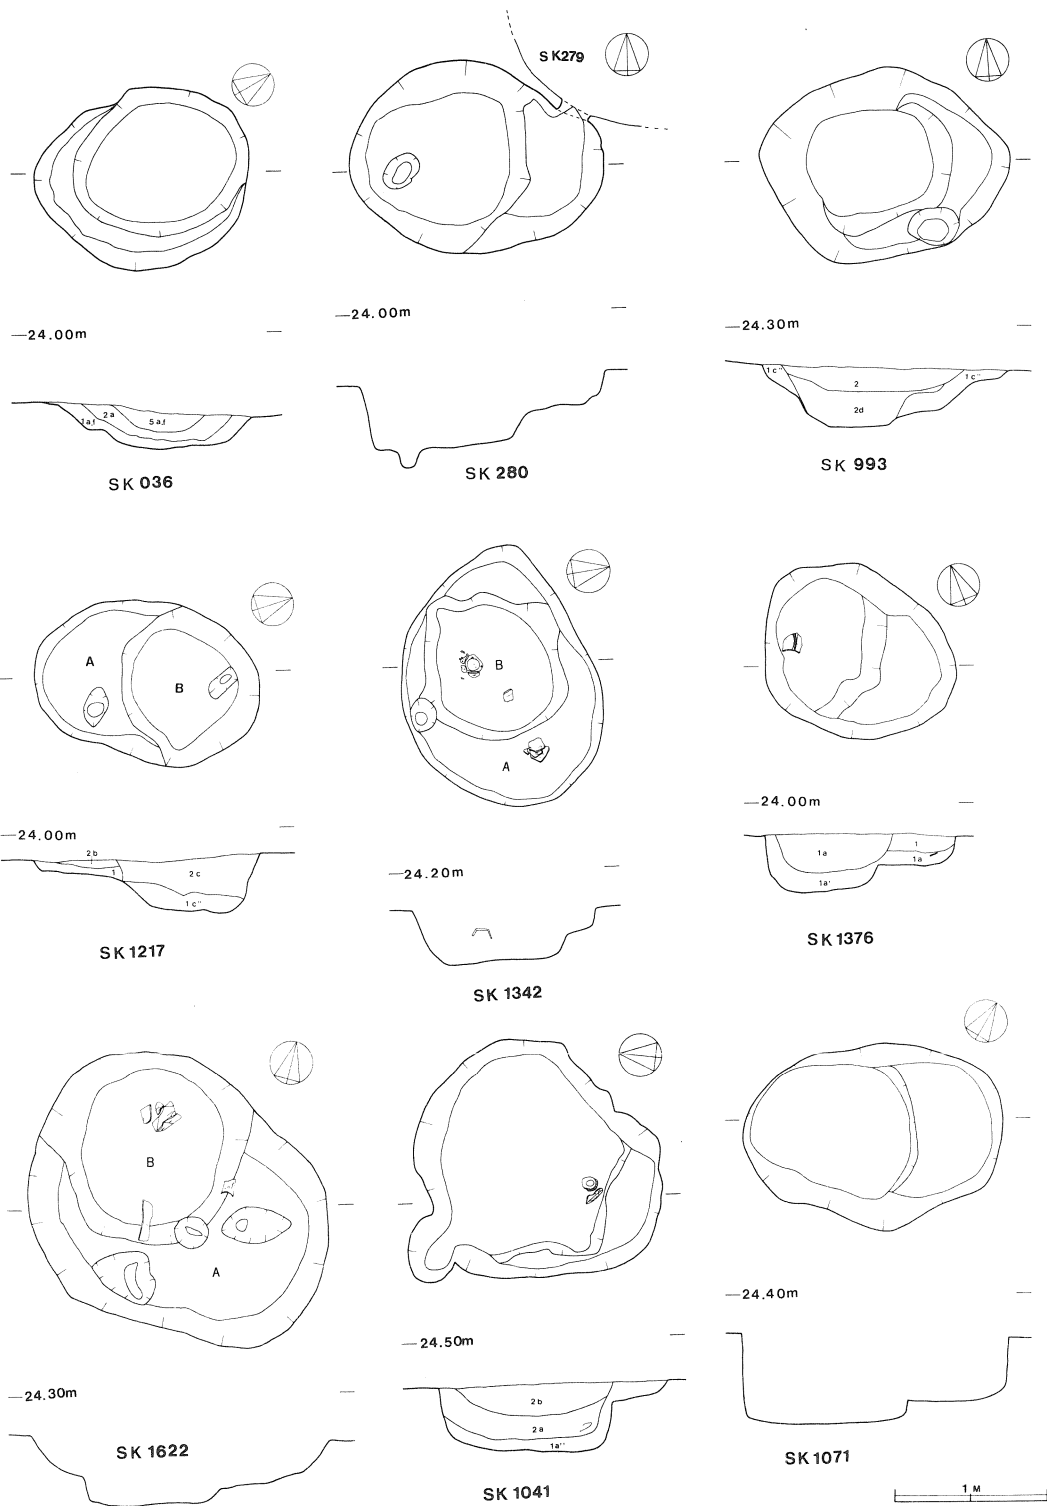 SK279
—24.00m
—24.00m
—24.30m
1a,f
2a
5a,f
1c''
2
1c''
2d
SK 036
SK 280
SK 993
A
B
B
A
—24.00m
2b
1
2c
1c''
—24.20m
—24.00m
1a
1
1a
1a'
SK 1217
SK 1342
SK 1376
B
A
—24.30m
—24.50m
—24.40m
2b
2a
1a''
SK 1622
SK 1041
SK 1071
1 M